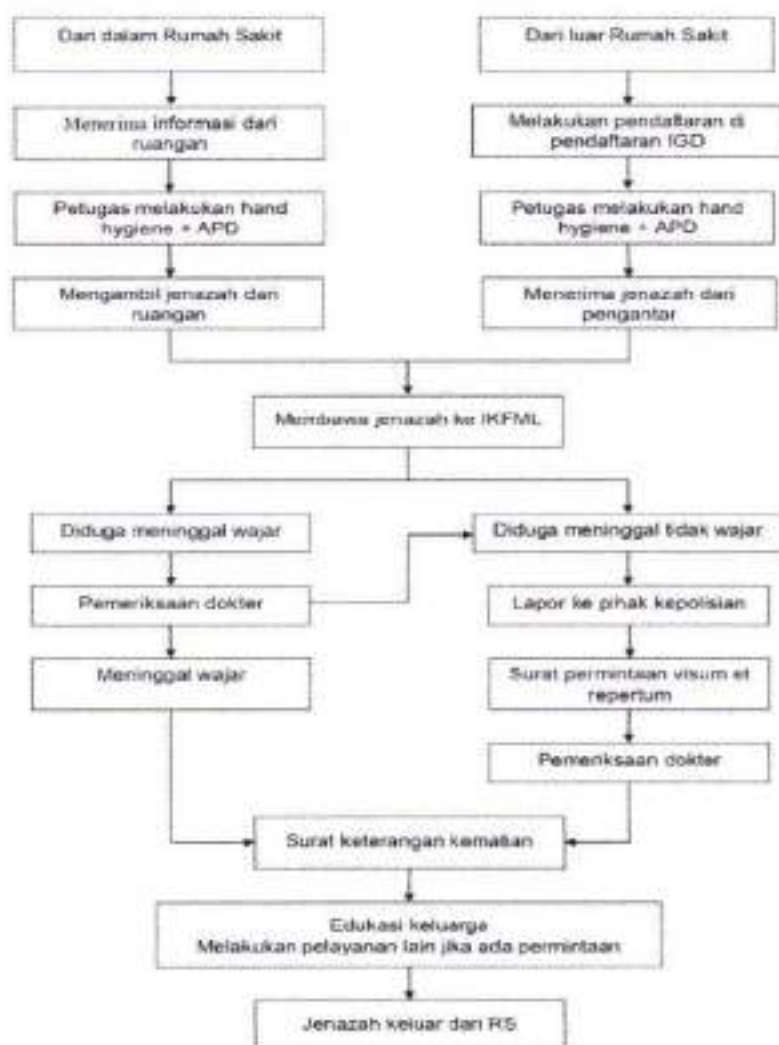 Dari dalam Rumah Sakit
Dari luar Rumah Sakit
Menerima informasi dari
ruangan
Melakukan pendaftaran di
pendaftaran IGD
Petugas melakukan hand
hygiene + APD
Petugas melakukan hand
hygiene + APD
Mengambil jenazah dari
ruangan
Menerima jenazah dari
pengantar
Membawa jenazah ke IKFML
Diduga meninggal wajar
Diduga meninggal tidak wajar
Pemeriksaan dokter
Lapor ke pihak kepolisian
Meninggal wajar
Surat permintaan visum et
repertum
Pemeriksaan dokter
Surat keterangan kematian
Edukasi keluarga
Melakukan pelayanan lain jika ada permintaan
Jenazah keluar dari RS